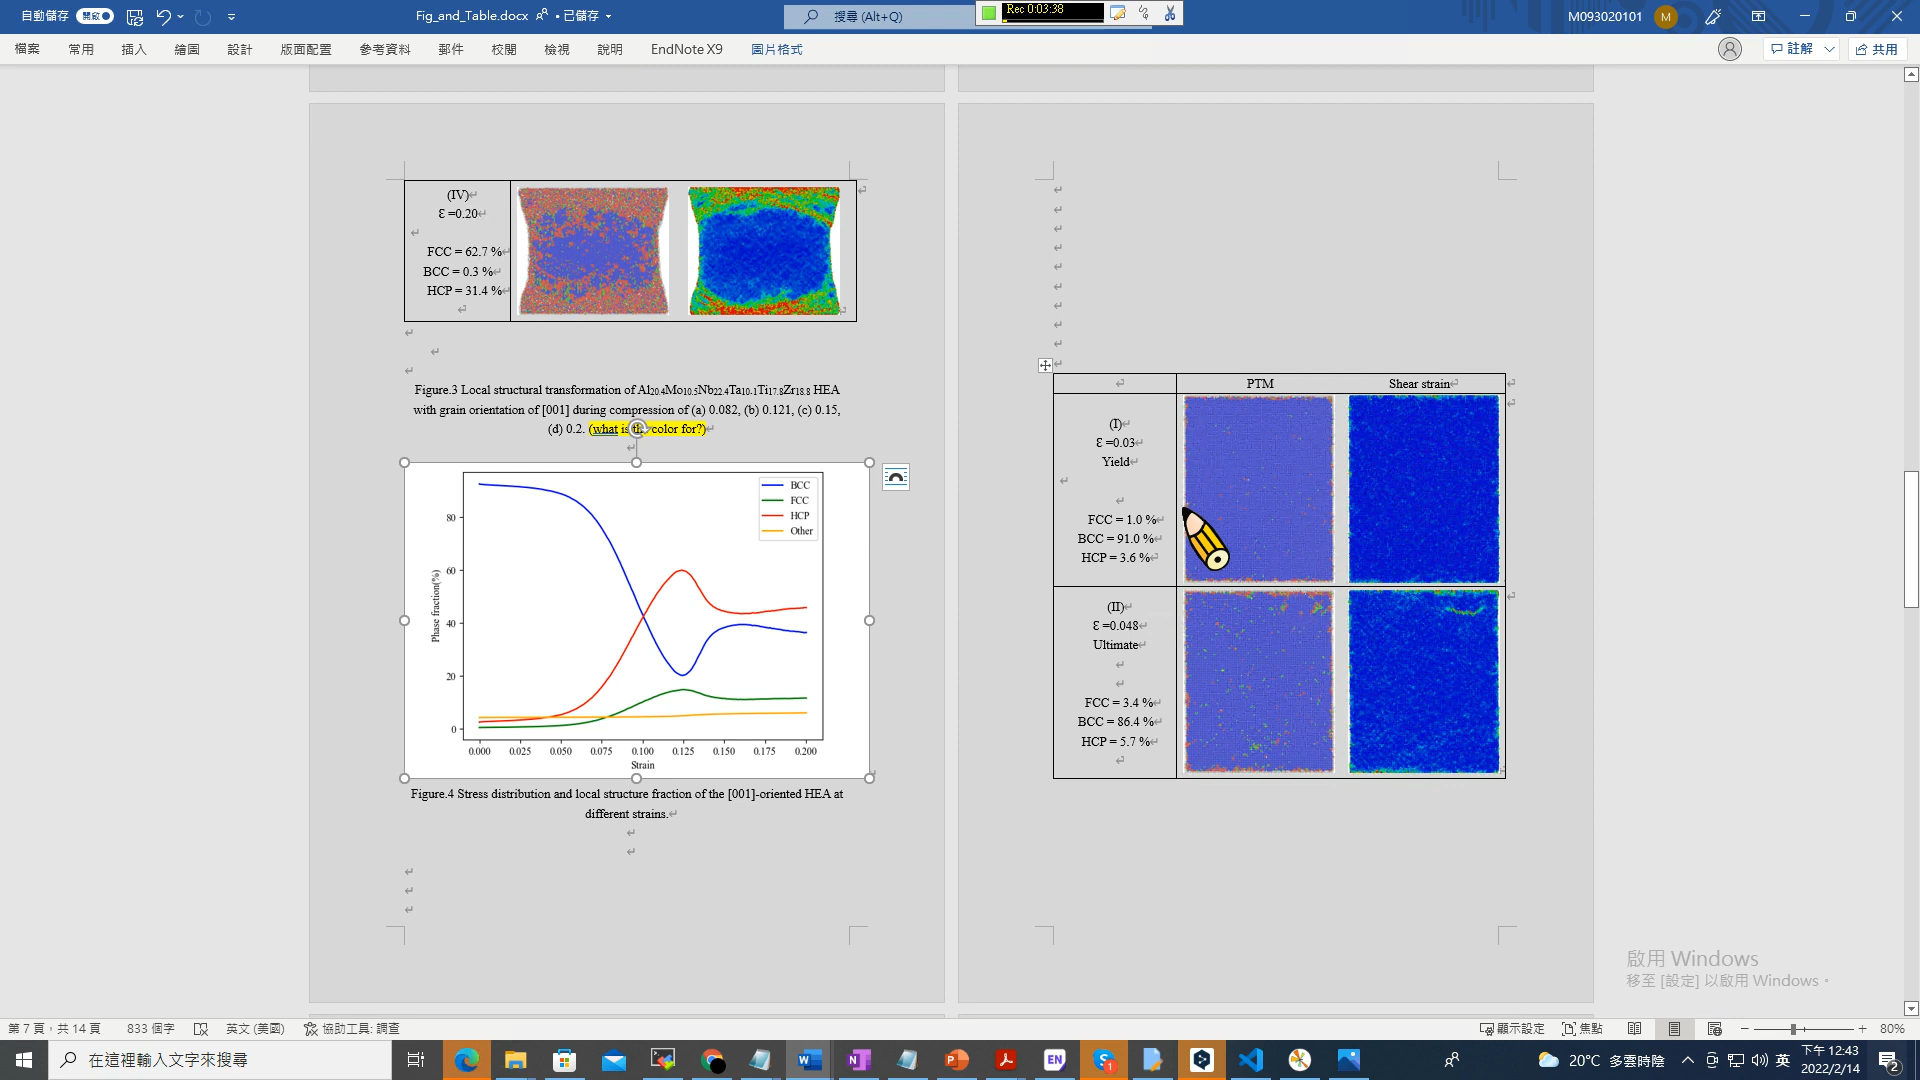 自動儲存 開啟
Fig_and_Table.docx • 已儲存
搜尋 (Alt+Q)
Rec 0:03:38
M093020101
M
檔案 常用 插入 繪圖 設計 版面配置 參考資料 郵件 校閱 檢視 說明 EndNote X9 圖片格式
註解 共用
(IV)
Ɛ =0.20
FCC = 62.7 %
BCC = 0.3 %
HCP = 31.4 %
Figure.3 Local structural transformation of Al20.4Mo10.5Nb22.4Ta10.1Ti17.8Zr18.8 HEA
with grain orientation of [001] during compression of (a) 0.082, (b) 0.121, (c) 0.15,
(d) 0.2. (what is the color for?)
BCC
FCC
HCP
Other
Phase fraction(%)
80
60
40
20
0
0.000 0.025 0.050 0.075 0.100 0.125 0.150 0.175 0.200
Strain
Figure.4 Stress distribution and local structure fraction of the [001]-oriented HEA at
different strains.
PTM Shear strain
(I)
Ɛ =0.03
Yield
FCC = 1.0 %
BCC = 91.0 %
HCP = 3.6 %
(II)
Ɛ =0.048
Ultimate
FCC = 3.4 %
BCC = 86.4 %
HCP = 5.7 %
啟用 Windows
移至 [設定] 以啟用 Windows。
第 7 頁，共 14 頁 833 個字 英文 (美國) 協助工具: 調查
顯示設定 焦點 80%
在這裡輸入文字來搜尋
20°C 多雲時陰
英
下午 12:43
2022/2/14
2